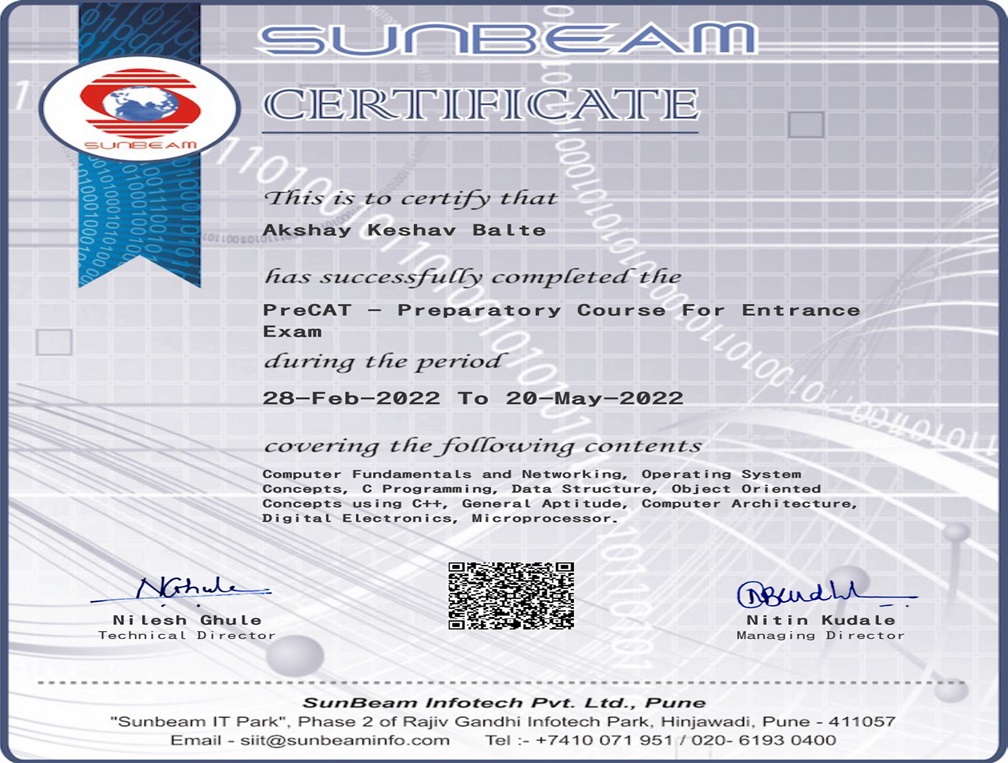 SUNBEAM
CERTIFICATE
SUNBEAM
This is to certify that
Akshay Keshav Balte
has successfully completed the
PreCAT - Preparatory Course For Entrance
Exam
during the period
28-Feb-2022 To 20-May-2022
covering the following contents
Computer Fundamentals and Networking, Operating System
Concepts, C Programming, Data Structure, Object Oriented
Concepts using C++, General Aptitude, Computer Architecture,
Digital Electronics, Microprocessor.
Nilesh Ghule
Technical Director
Nitin Kudale
Managing Director
SunBeam Infotech Pvt. Ltd., Pune
"Sunbeam IT Park", Phase 2 of Rajiv Gandhi Infotech Park, Hinjawadi, Pune - 411057
Email - siit@sunbeaminfo.com Tel :- +7410 071 951 / 020- 6193 0400